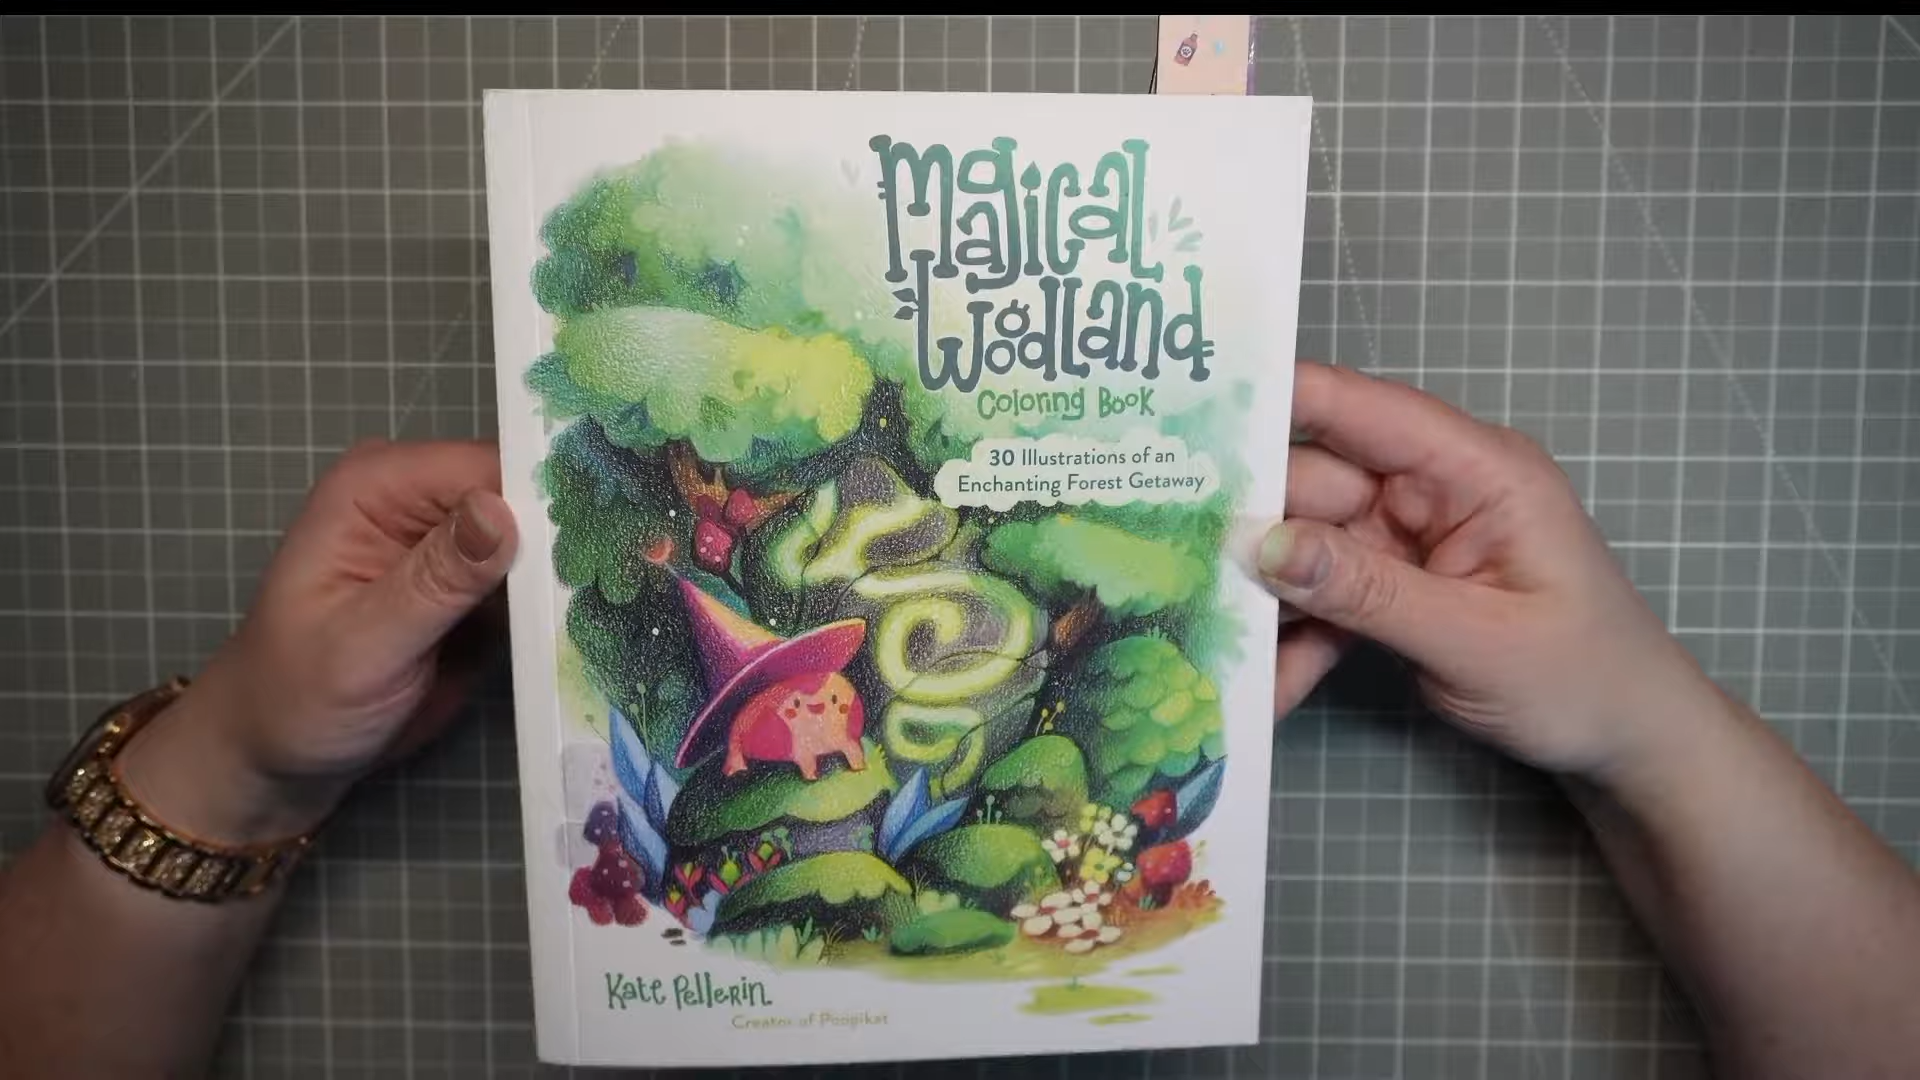 Magical
Woodland
Coloring Book
30 Illustrations of an
Enchanting Forest Getaway
Kate Pellerin
Creator of Poopikat